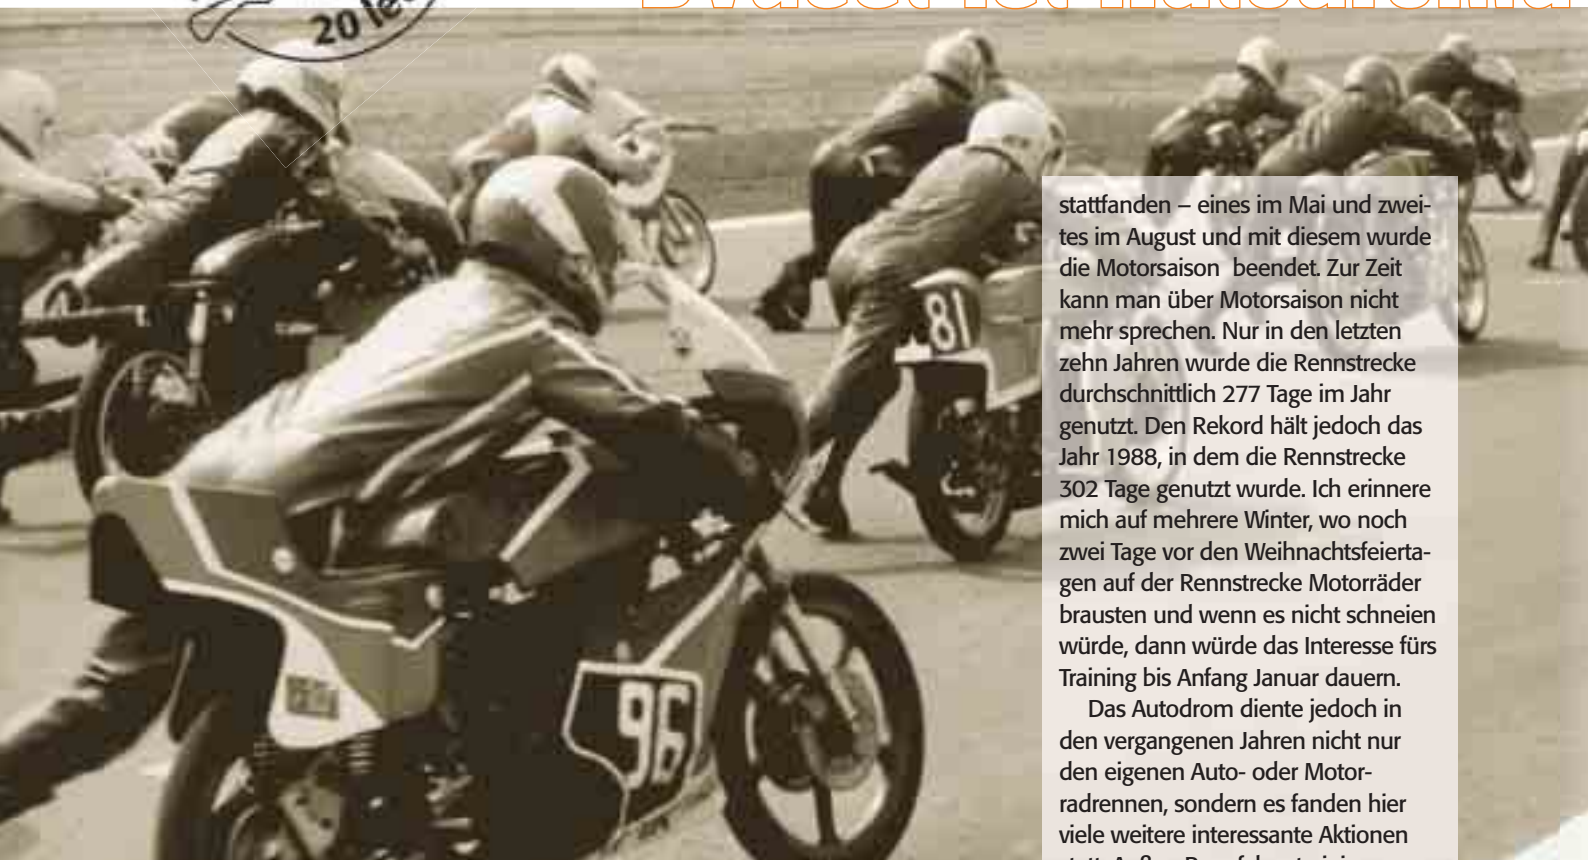 20 let
stattfanden – eines im Mai und zwei-
tes im August und mit diesem wurde
die Motorsaison beendet. Zur Zeit
kann man über Motorsaison nicht
mehr sprechen. Nur in den letzten
zehn Jahren wurde die Rennstrecke
durchschnittlich 277 Tage im Jahr
genutzt. Den Rekord hält jedoch das
Jahr 1988, in dem die Rennstrecke
302 Tage genutzt wurde. Ich erinnere
mich auf mehrere Winter, wo noch
zwei Tage vor den Weihnachtsfeierta-
gen auf der Rennstrecke Motorräder
brausten und wenn es nicht schneien
würde, dann würde das Interesse fürs
Training bis Anfang Januar dauern.
Das Autodrom diente jedoch in
den vergangenen Jahren nicht nur
den eigenen Auto- oder Motor-
radrennen, sondern es fanden hier
viele weitere interessante Aktionen
81
96